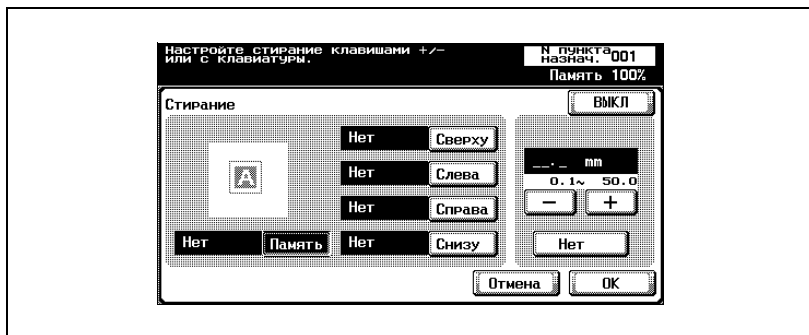 Настройте стирание клавишами +/–
или с клавиатуры.
N пункта
назнач. 001
Память 100%
Стирание
ВЫКЛ
A
Нет Сверху
Нет Слева
Нет Справа
Нет Память Нет Снизу
__._ mm
0.1~ 50.0
– +
Нет
Отмена OK